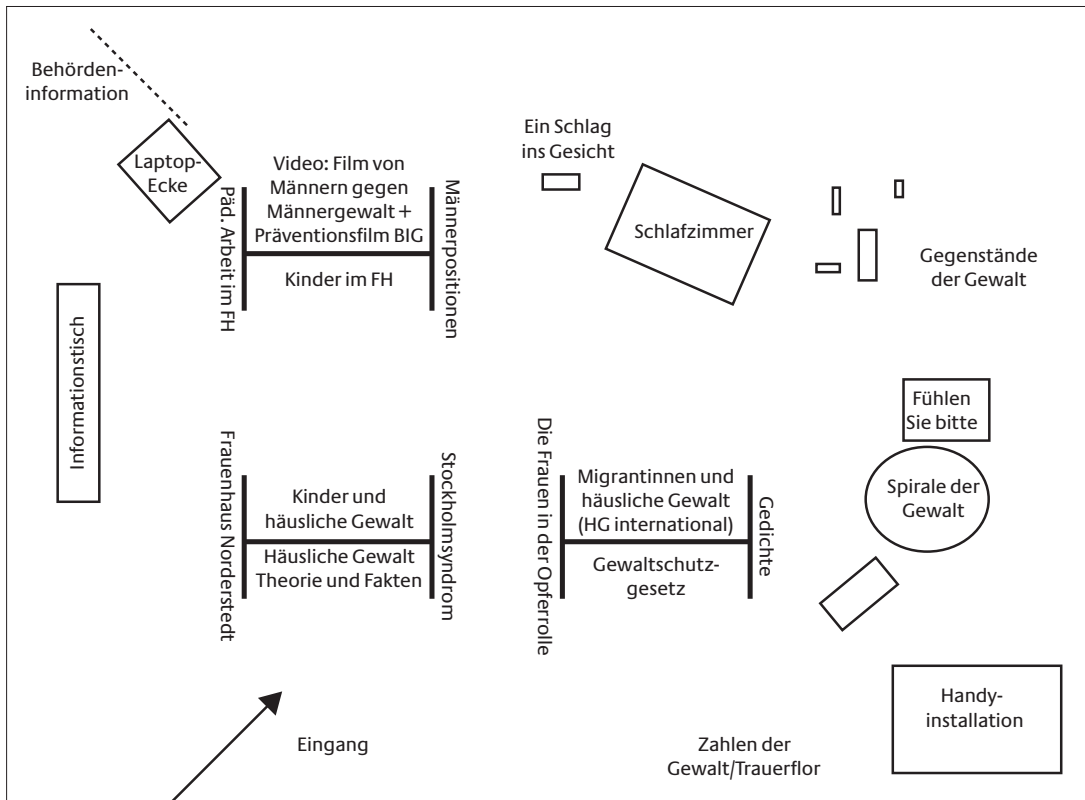 Behörden-
information
Laptop-
Ecke
Päd. Arbeit im FH
Video: Film von
Männern gegen
Männergewalt +
Präventionsfilm BIG
Kinder im FH
Männerpositionen
Ein Schlag
ins Gesicht
Schlafzimmer
Gegenstände
der Gewalt
Informationstisch
Frauenhaus Norderstedt
Kinder und
häusliche Gewalt
Häusliche Gewalt
Theorie und Fakten
Stockholmsyndrom
Die Frauen in der Opferrolle
Migrantinnen und
häusliche Gewalt
(HG international)
Gewaltschutz-
gesetz
Gedichte
Fühlen
Sie bitte
Spirale der
Gewalt
Eingang
Zahlen der
Gewalt/Trauerflor
Handy-
installation